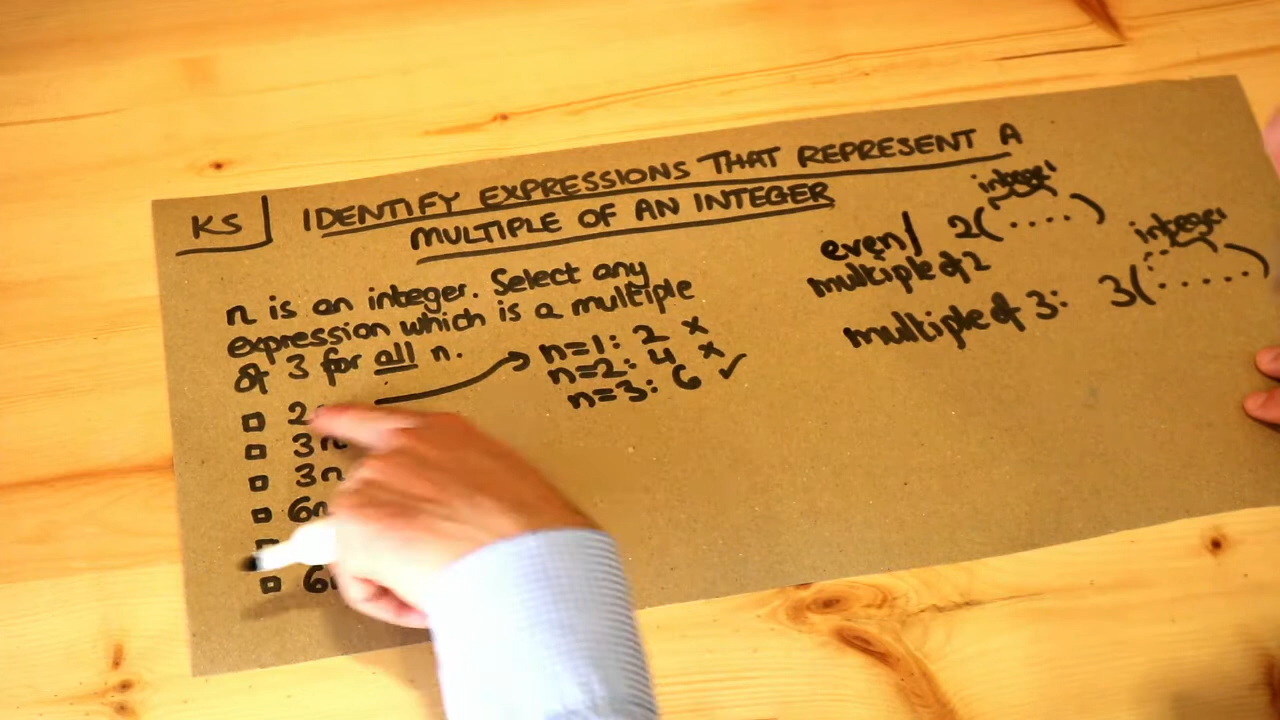 KS
IDENTIFY EXPRESSIONS THAT REPRESENT A
MULTIPLE OF AN INTEGER
n is an integer. Select any
expression which is a multiple
of 3 for all n.
n=1: 2 ×
n=2: 4 ×
n=3: 6 ✓
2
3n
3n
6n
6
integer
even/ 2(....)
multiple of 2
integer
multiple of 3: 3(.....)